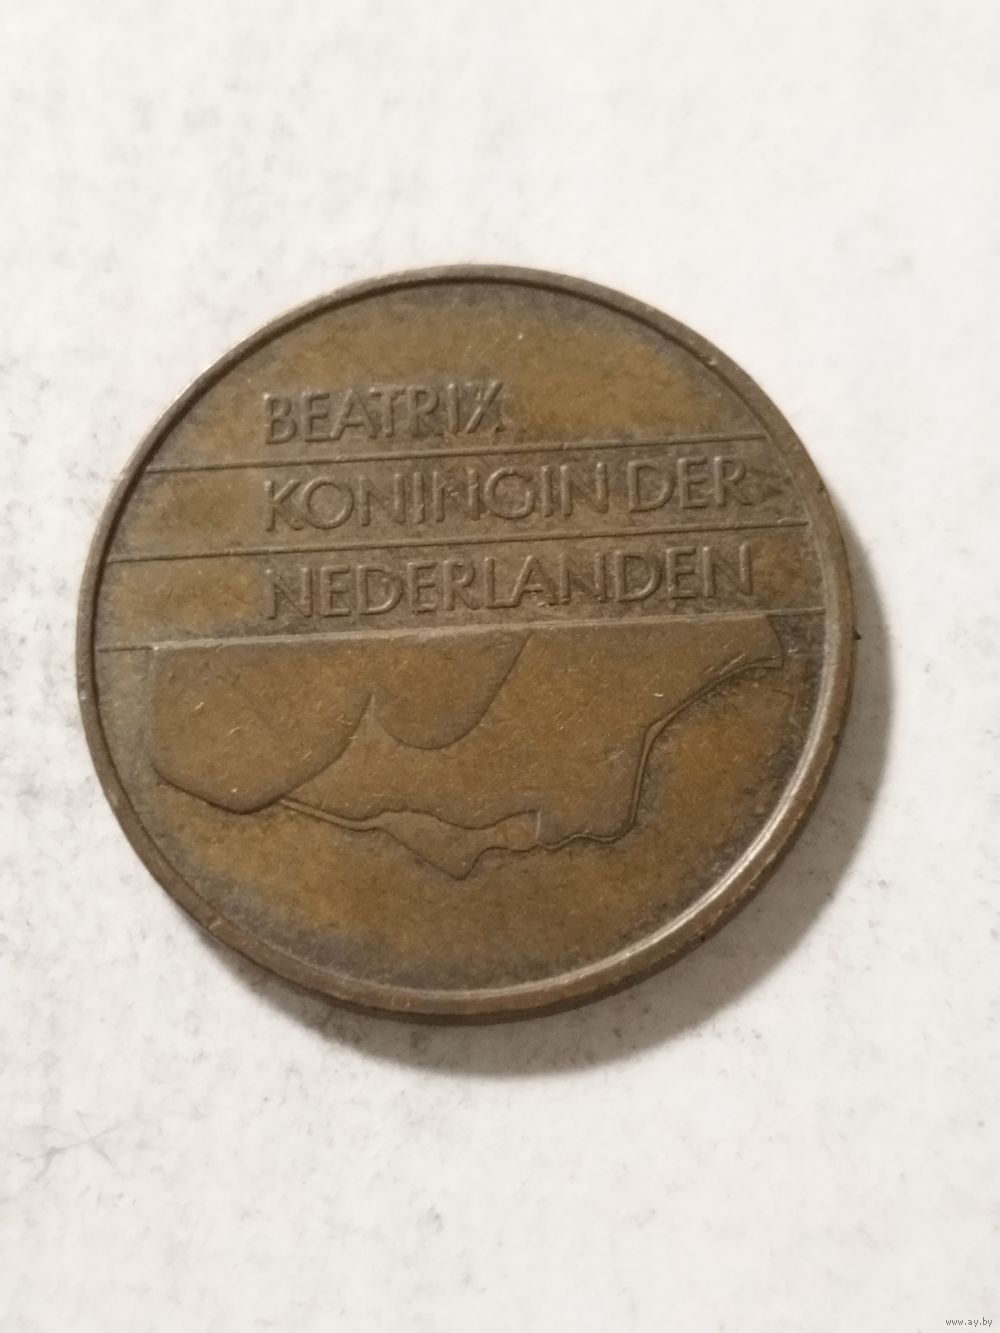 BEATRIX
KONINGIN DER
NEDERLANDEN
www.ay.by